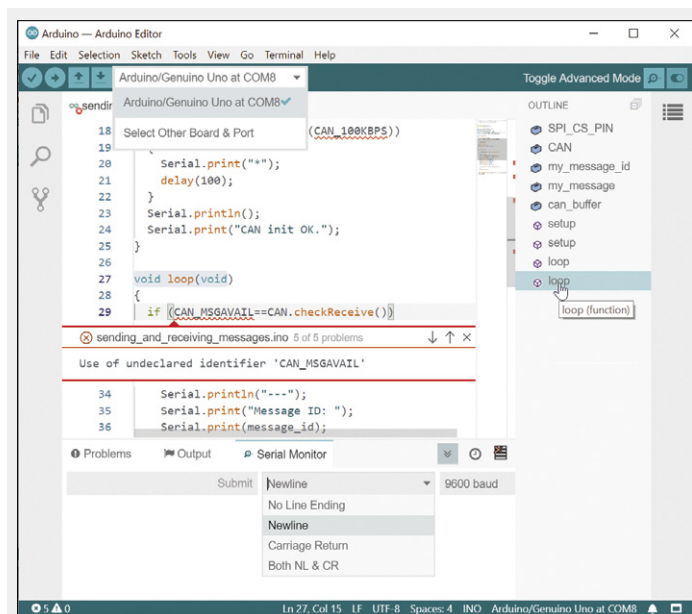 Arduino — Arduino Editor
File Edit Selection Sketch Tools View Go Terminal Help
Arduino/Genuino Uno at COM8
Toggle Advanced Mode
Arduino/Genuino Uno at COM8
Select Other Board & Port
OUTLINE
SPI_CS_PIN
CAN
my_message_id
my_message
can_buffer
setup
setup
loop
loop
loop (function)
sendin
18 (CAN_100KBPS))
19 {
20 Serial.print("*");
21 delay(100);
22 }
23 Serial.println();
24 Serial.print("CAN init OK.");
25 }
26
27 void loop(void)
28 {
29 if (CAN_MSGAVAIL==CAN.checkReceive())
sending_and_receiving_messages.ino 5 of 5 problems
Use of undeclared identifier 'CAN_MSGAVAIL'
34 Serial.println("---");
35 Serial.print("Message ID: ");
36 Serial.print(message_id);
Problems Output Serial Monitor
Submit Newline 9600 baud
No Line Ending
Newline
Carriage Return
Both NL & CR
5 0 Ln 27, Col 15 LF UTF-8 Spaces: 4 INO Arduino/Genuino Uno at COM8